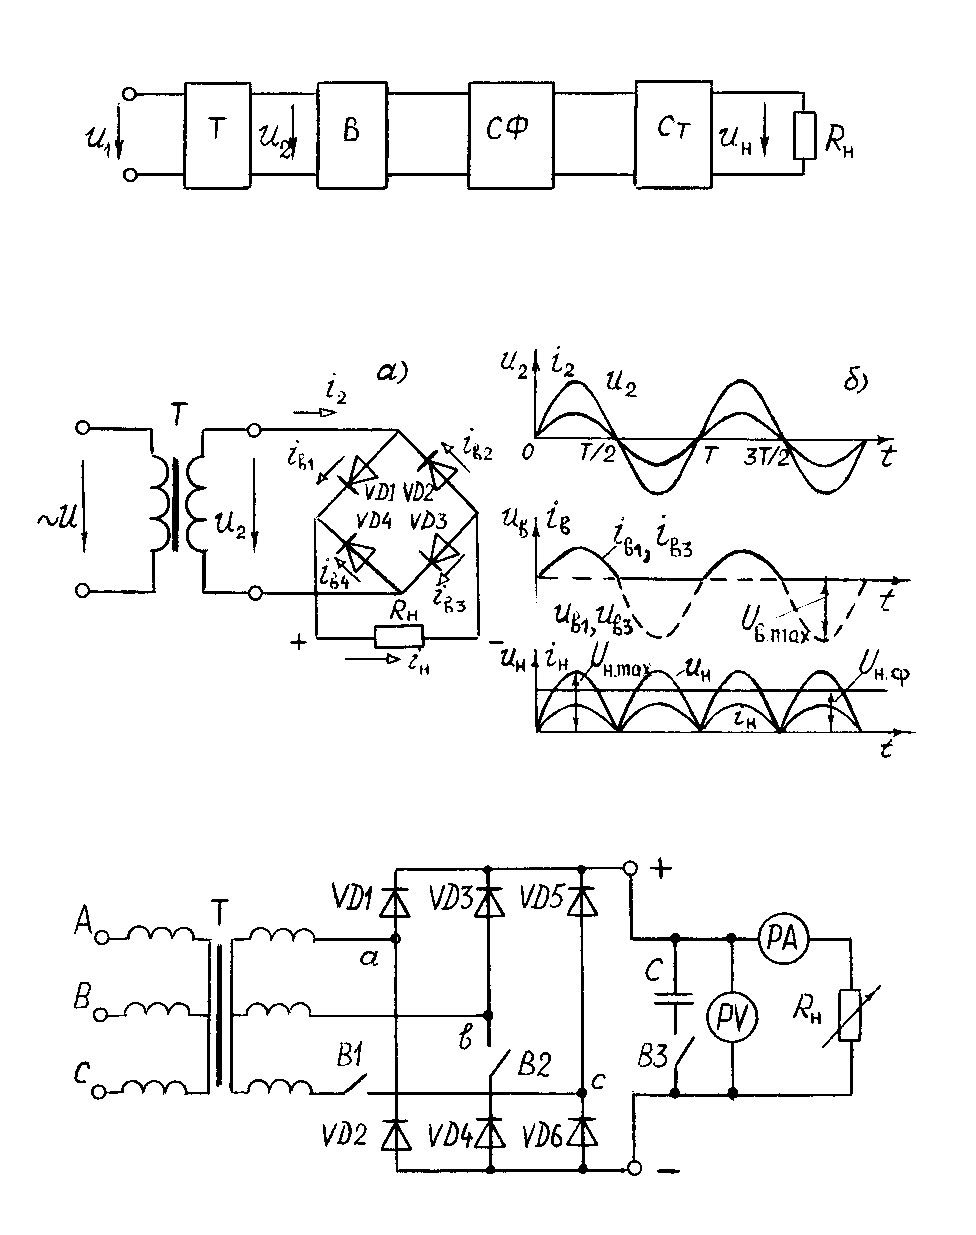 u₁ T u₂ В СФ Ст uн Rн
а)
u₂ i₂ u₂ б)
0 T/2 T 3T/2 t
T i₂
iв1 iв2
VD1 VD2
VD4 VD3
~u u₂
iв4 iв3
Rн
+ −
iн
uв iв iв1, iв3
uв1, uв3 Uв.max t
uн iн Uн.max uн Uн.ср
iн t
A T a VD1 VD3 VD5 +
B в
C B1 B2 c
VD2 VD4 VD6 −
C PV PA Rн
B3